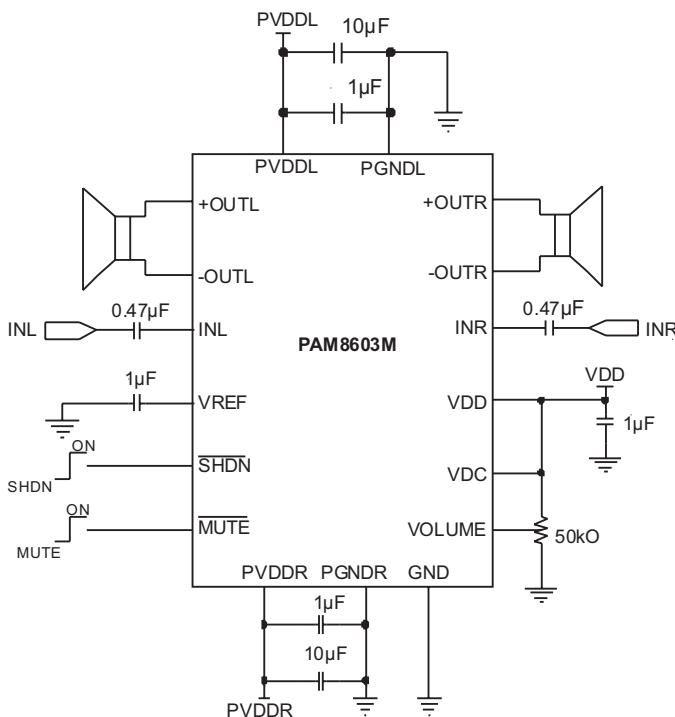 PVDDL
10µF
1µF
PVDDL
PGNDL
+OUTL
+OUTR
-OUTL
-OUTR
INL
0.47µF
INL
INR
0.47µF
INR
PAM8603M
1µF
VREF
VDD
VDD
1µF
SHDN
ON
SHDN
VDC
MUTE
ON
MUTE
VOLUME
50kO
PVDDR
PGNDR
GND
1µF
10µF
PVDDR